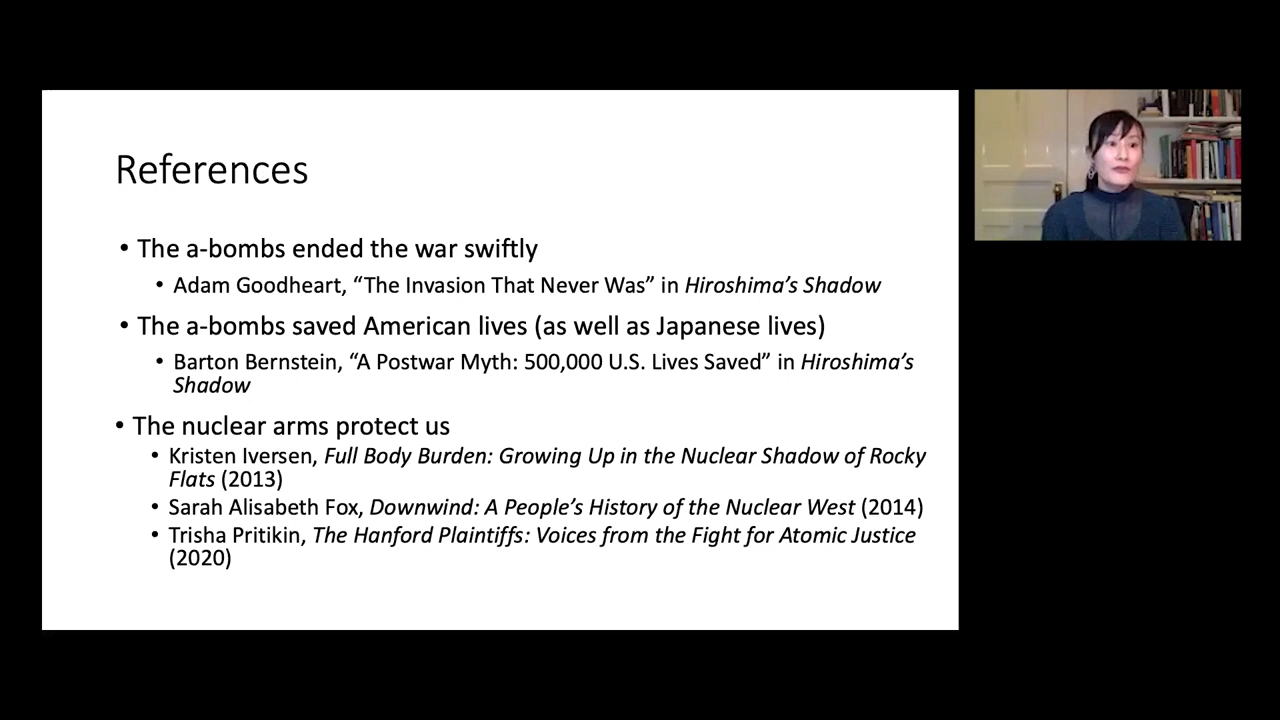 References
• The a-bombs ended the war swiftly
• Adam Goodheart, “The Invasion That Never Was” in Hiroshima’s Shadow
• The a-bombs saved American lives (as well as Japanese lives)
• Barton Bernstein, “A Postwar Myth: 500,000 U.S. Lives Saved” in Hiroshima’s
Shadow
• The nuclear arms protect us
• Kristen Iversen, Full Body Burden: Growing Up in the Nuclear Shadow of Rocky
Flats (2013)
• Sarah Alisabeth Fox, Downwind: A People’s History of the Nuclear West (2014)
• Trisha Pritikin, The Hanford Plaintiffs: Voices from the Fight for Atomic Justice
(2020)